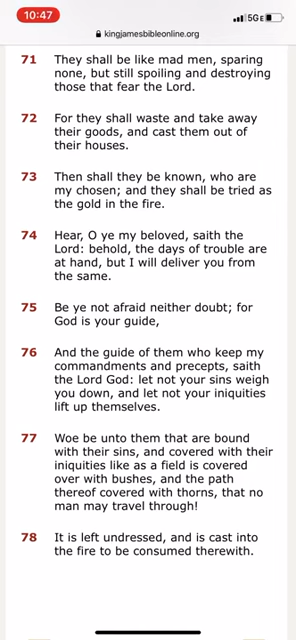 10:47
5GE
kingjamesbibleonline.org
71 They shall be like mad men, sparing
none, but still spoiling and destroying
those that fear the Lord.
72 For they shall waste and take away
their goods, and cast them out of
their houses.
73 Then shall they be known, who are
my chosen; and they shall be tried as
the gold in the fire.
74 Hear, O ye my beloved, saith the
Lord: behold, the days of trouble are
at hand, but I will deliver you from
the same.
75 Be ye not afraid neither doubt; for
God is your guide,
76 And the guide of them who keep my
commandments and precepts, saith
the Lord God: let not your sins weigh
you down, and let not your iniquities
lift up themselves.
77 Woe be unto them that are bound
with their sins, and covered with their
iniquities like as a field is covered
over with bushes, and the path
thereof covered with thorns, that no
man may travel through!
78 It is left undressed, and is cast into
the fire to be consumed therewith.